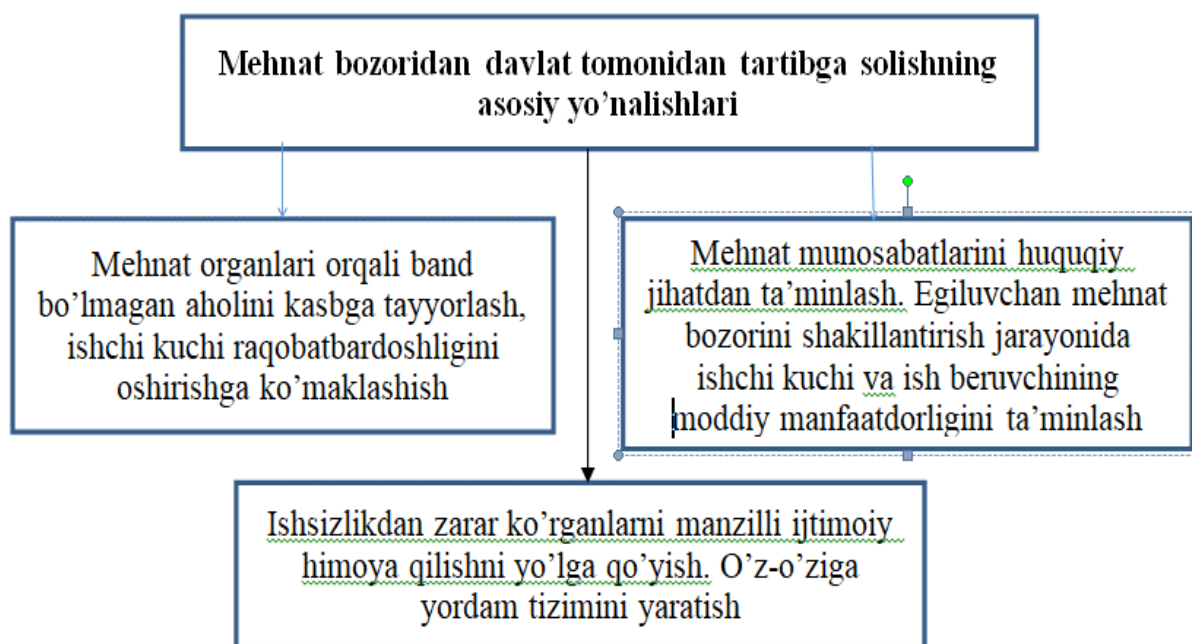 Mehnat bozoridan davlat tomonidan tartibga solishning
asosiy yo’nalishlari
Mehnat organlari orqali band
bo’lmagan aholini kasbga tayyorlash,
ishchi kuchi raqobatbardoshligini
oshirishga ko’maklashish
Mehnat munosabatlarini huquqiy
jihatdan ta’minlash. Egiluvchan mehnat
bozorini shakillantirish jarayonida
ishchi kuchi va ish beruvchining
moddiy manfaatdorligini ta’minlash
Ishsizlikdan zarar ko’rganlarni manzilli ijtimoiy
himoya qilishni yo’lga qo’yish. O’z-o’ziga
yordam tizimini yaratish